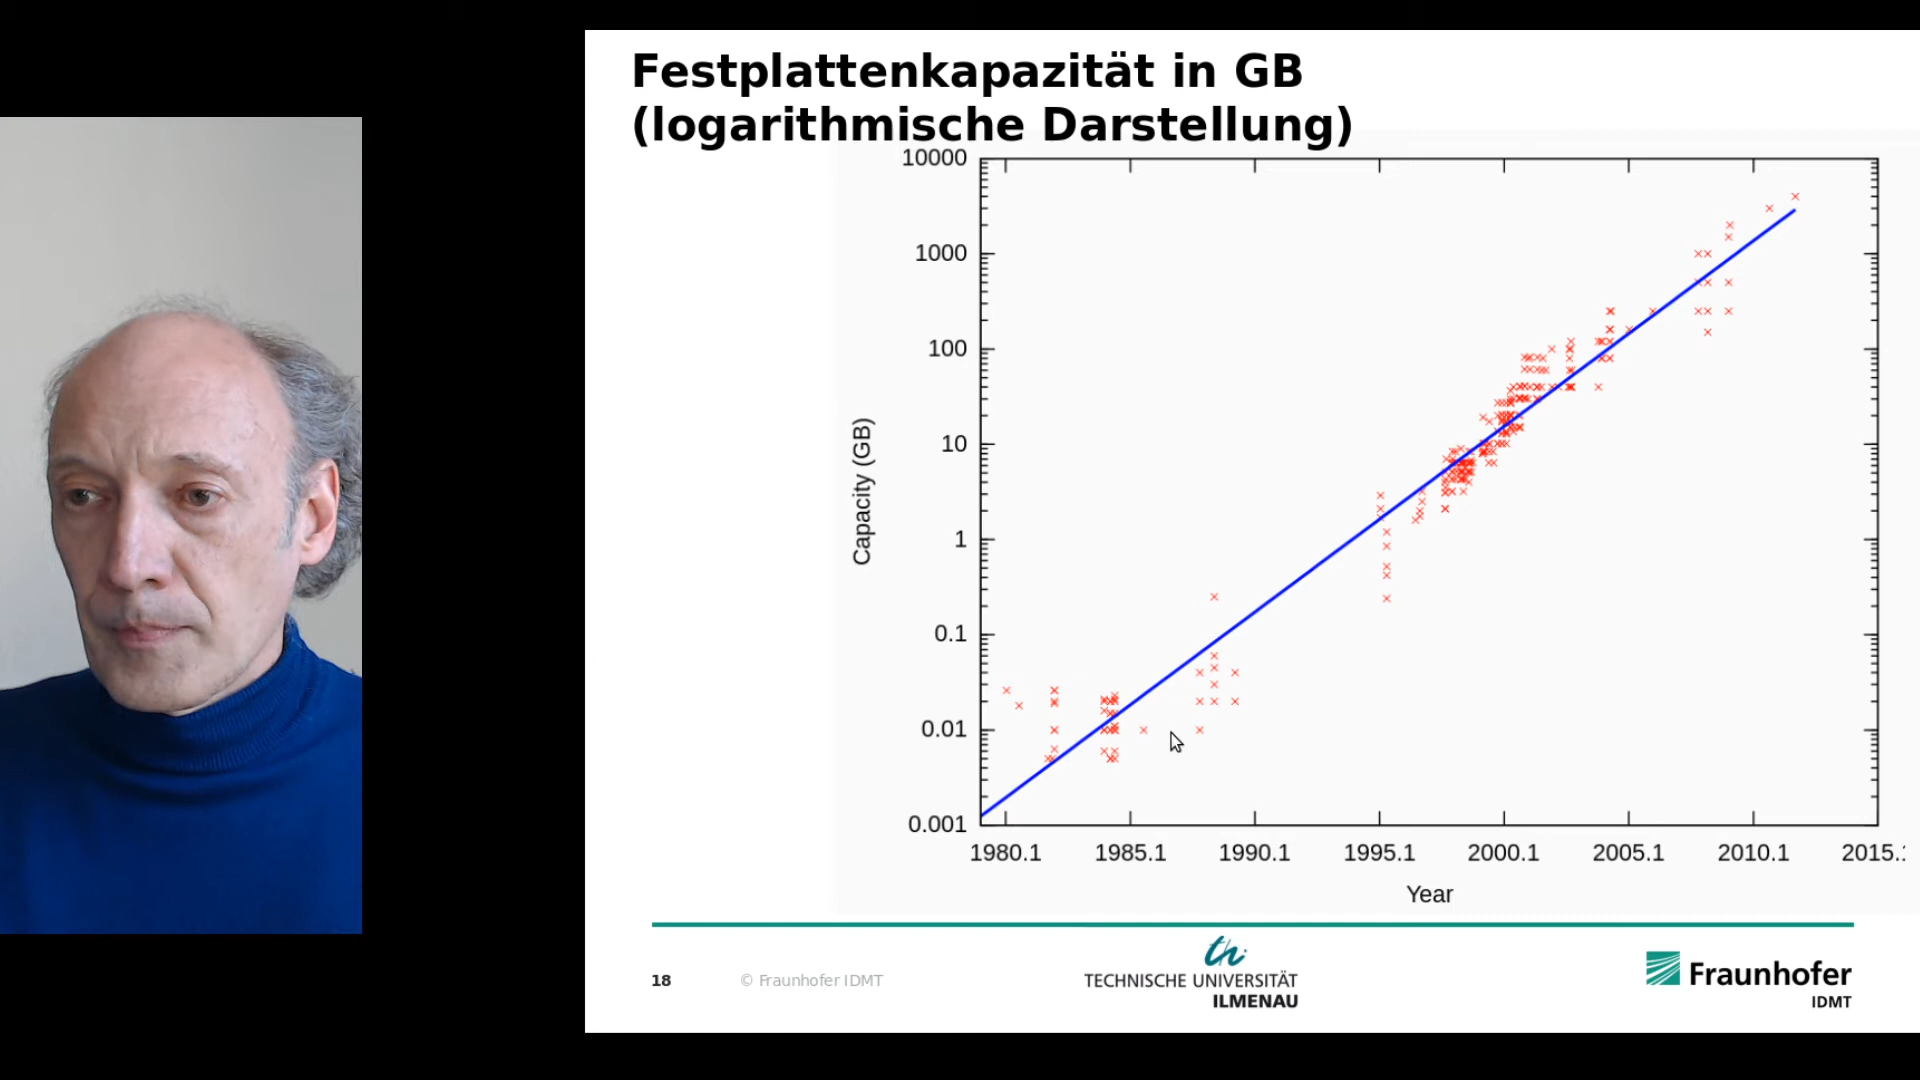 Festplattenkapazität in GB
(logarithmische Darstellung)
10000
1000
100
10
1
0.1
0.01
0.001
Capacity (GB)
1980.1 1985.1 1990.1 1995.1 2000.1 2005.1 2010.1 2015.
Year
18
© Fraunhofer IDMT
th
TECHNISCHE UNIVERSITÄT
ILMENAU
Fraunhofer
IDMT